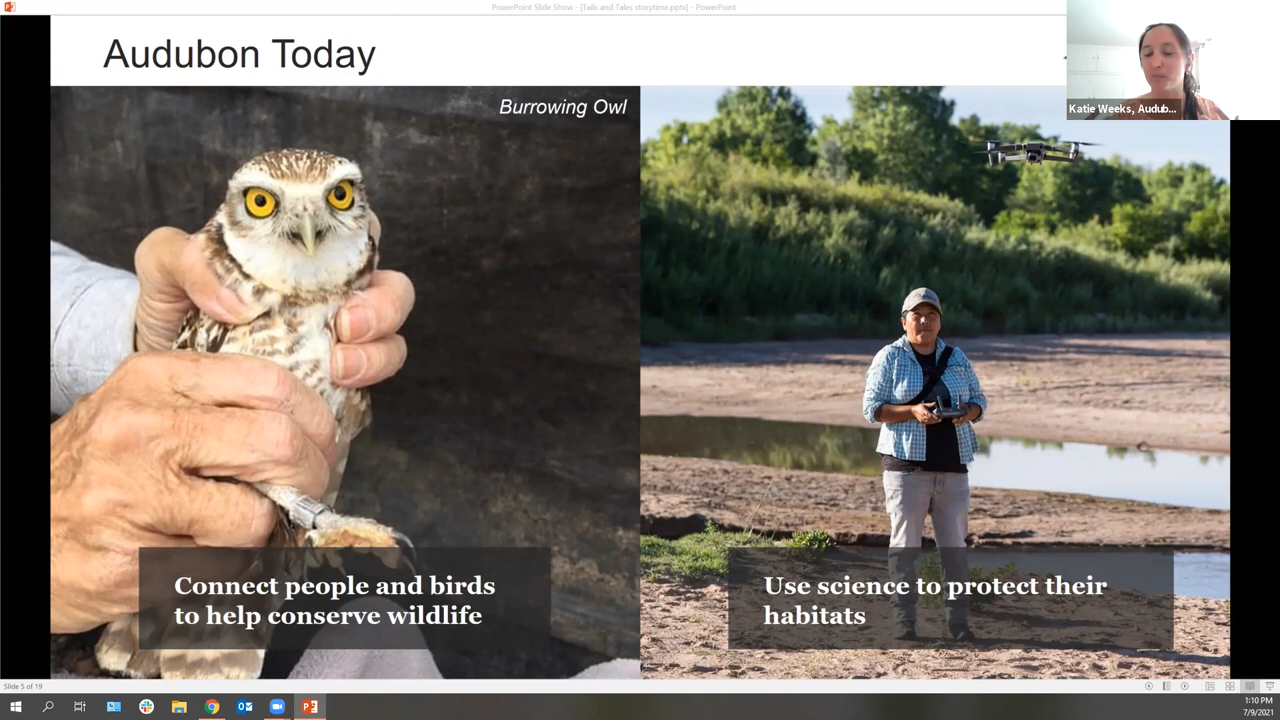 PowerPoint Slide Show - [Tails and Tales storytime.pptx] - PowerPoint
Audubon Today
Katie Weeks, Audub...
Burrowing Owl
Connect people and birds
to help conserve wildlife
Use science to protect their
habitats
Slide 5 of 19
1:10 PM
7/9/2021